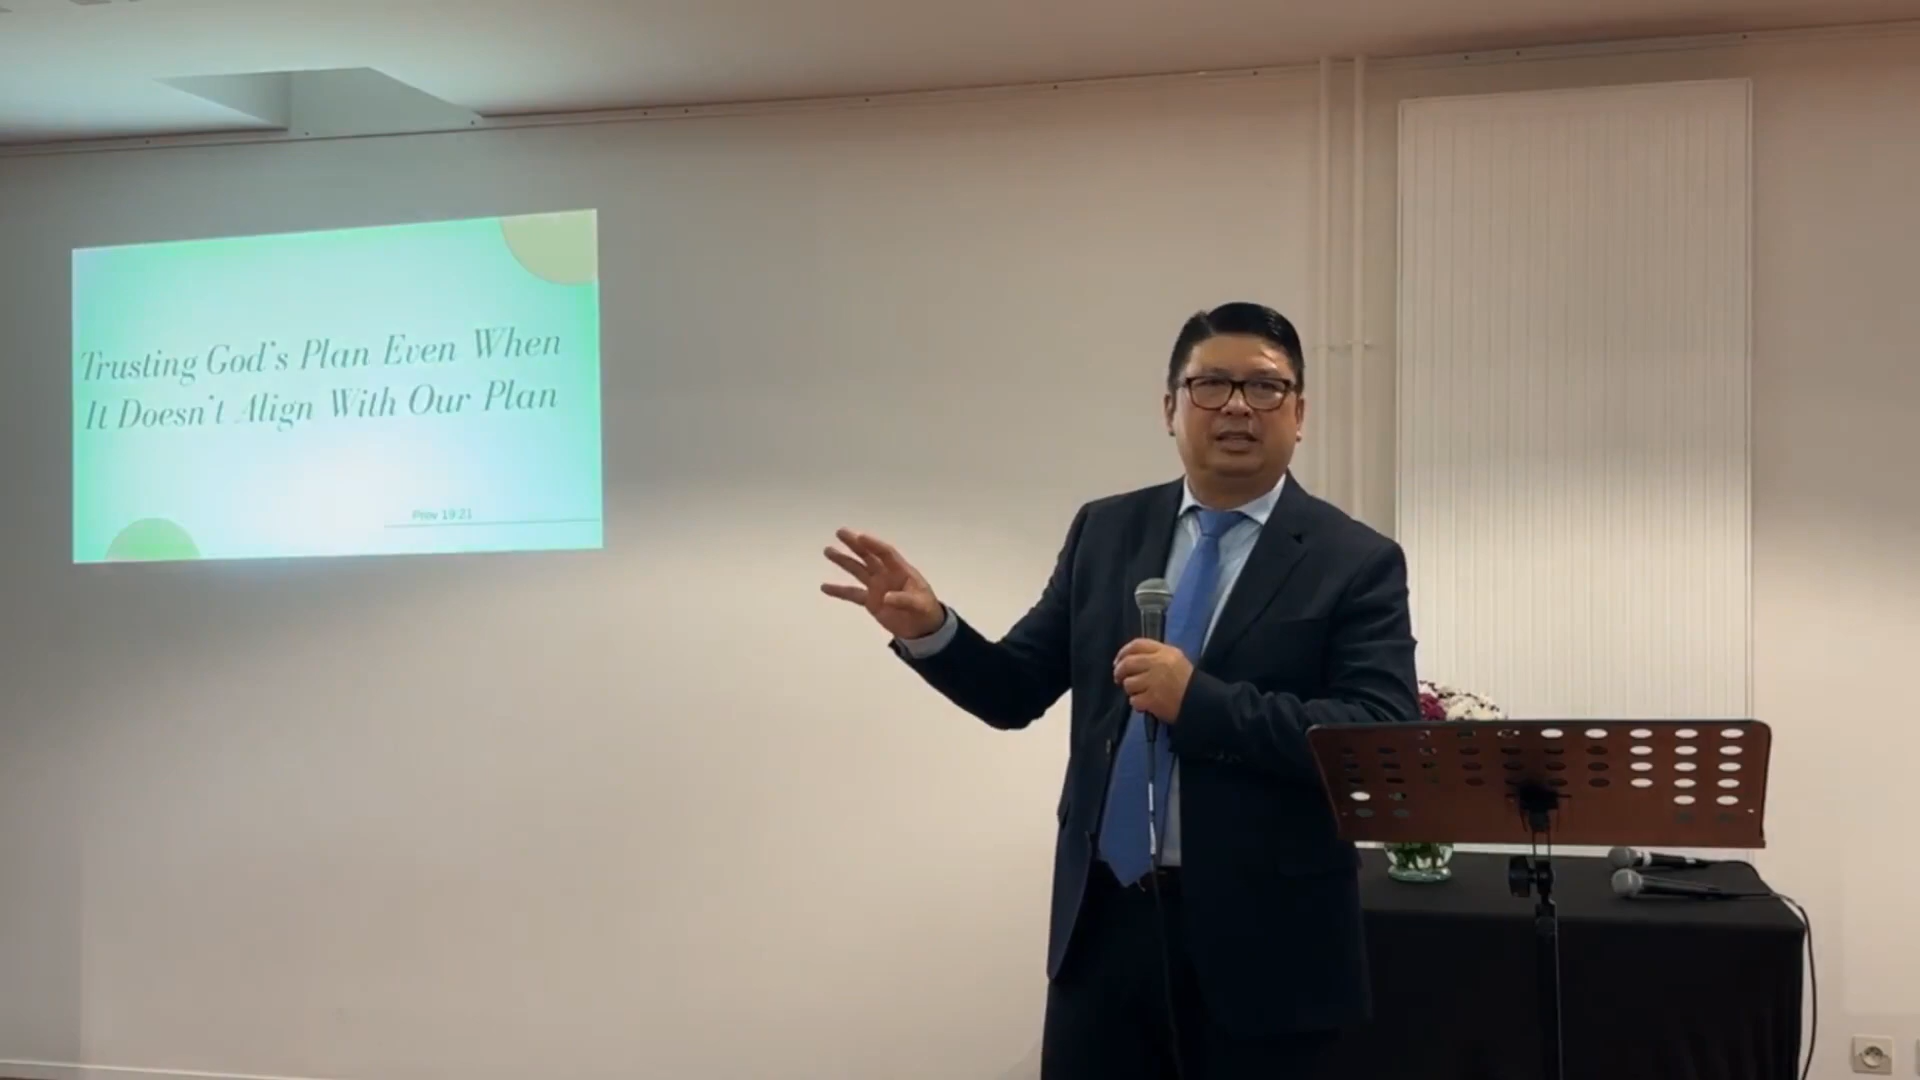 Trusting God's Plan Even When
It Doesn't Align With Our Plan
Prov 19:21